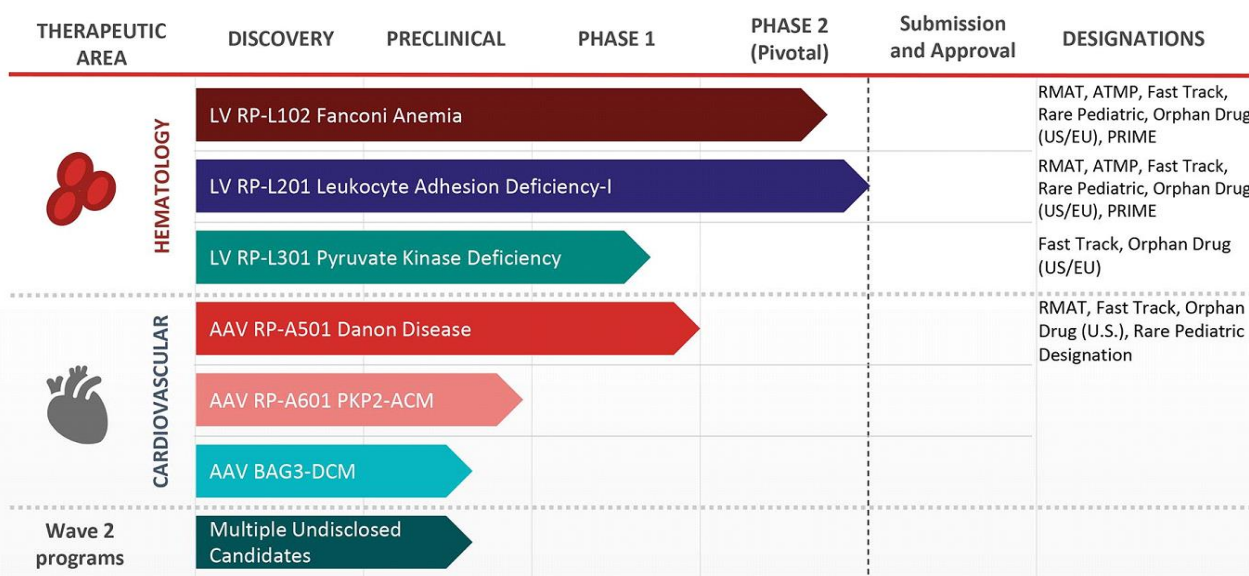 THERAPEUTIC
AREA
DISCOVERY
PRECLINICAL
PHASE 1
PHASE 2
(Pivotal)
Submission
and Approval
DESIGNATIONS
HEMATOLOGY
LV RP-L102 Fanconi Anemia
RMAT, ATMP, Fast Track,
Rare Pediatric, Orphan Drug
(US/EU), PRIME
LV RP-L201 Leukocyte Adhesion Deficiency-I
RMAT, ATMP, Fast Track,
Rare Pediatric, Orphan Drug
(US/EU), PRIME
LV RP-L301 Pyruvate Kinase Deficiency
Fast Track, Orphan Drug
(US/EU)
CARDIOVASCULAR
AAV RP-A501 Danon Disease
RMAT, Fast Track, Orphan
Drug (U.S.), Rare Pediatric
Designation
AAV RP-A601 PKP2-ACM
AAV BAG3-DCM
Wave 2
programs
Multiple Undisclosed
Candidates